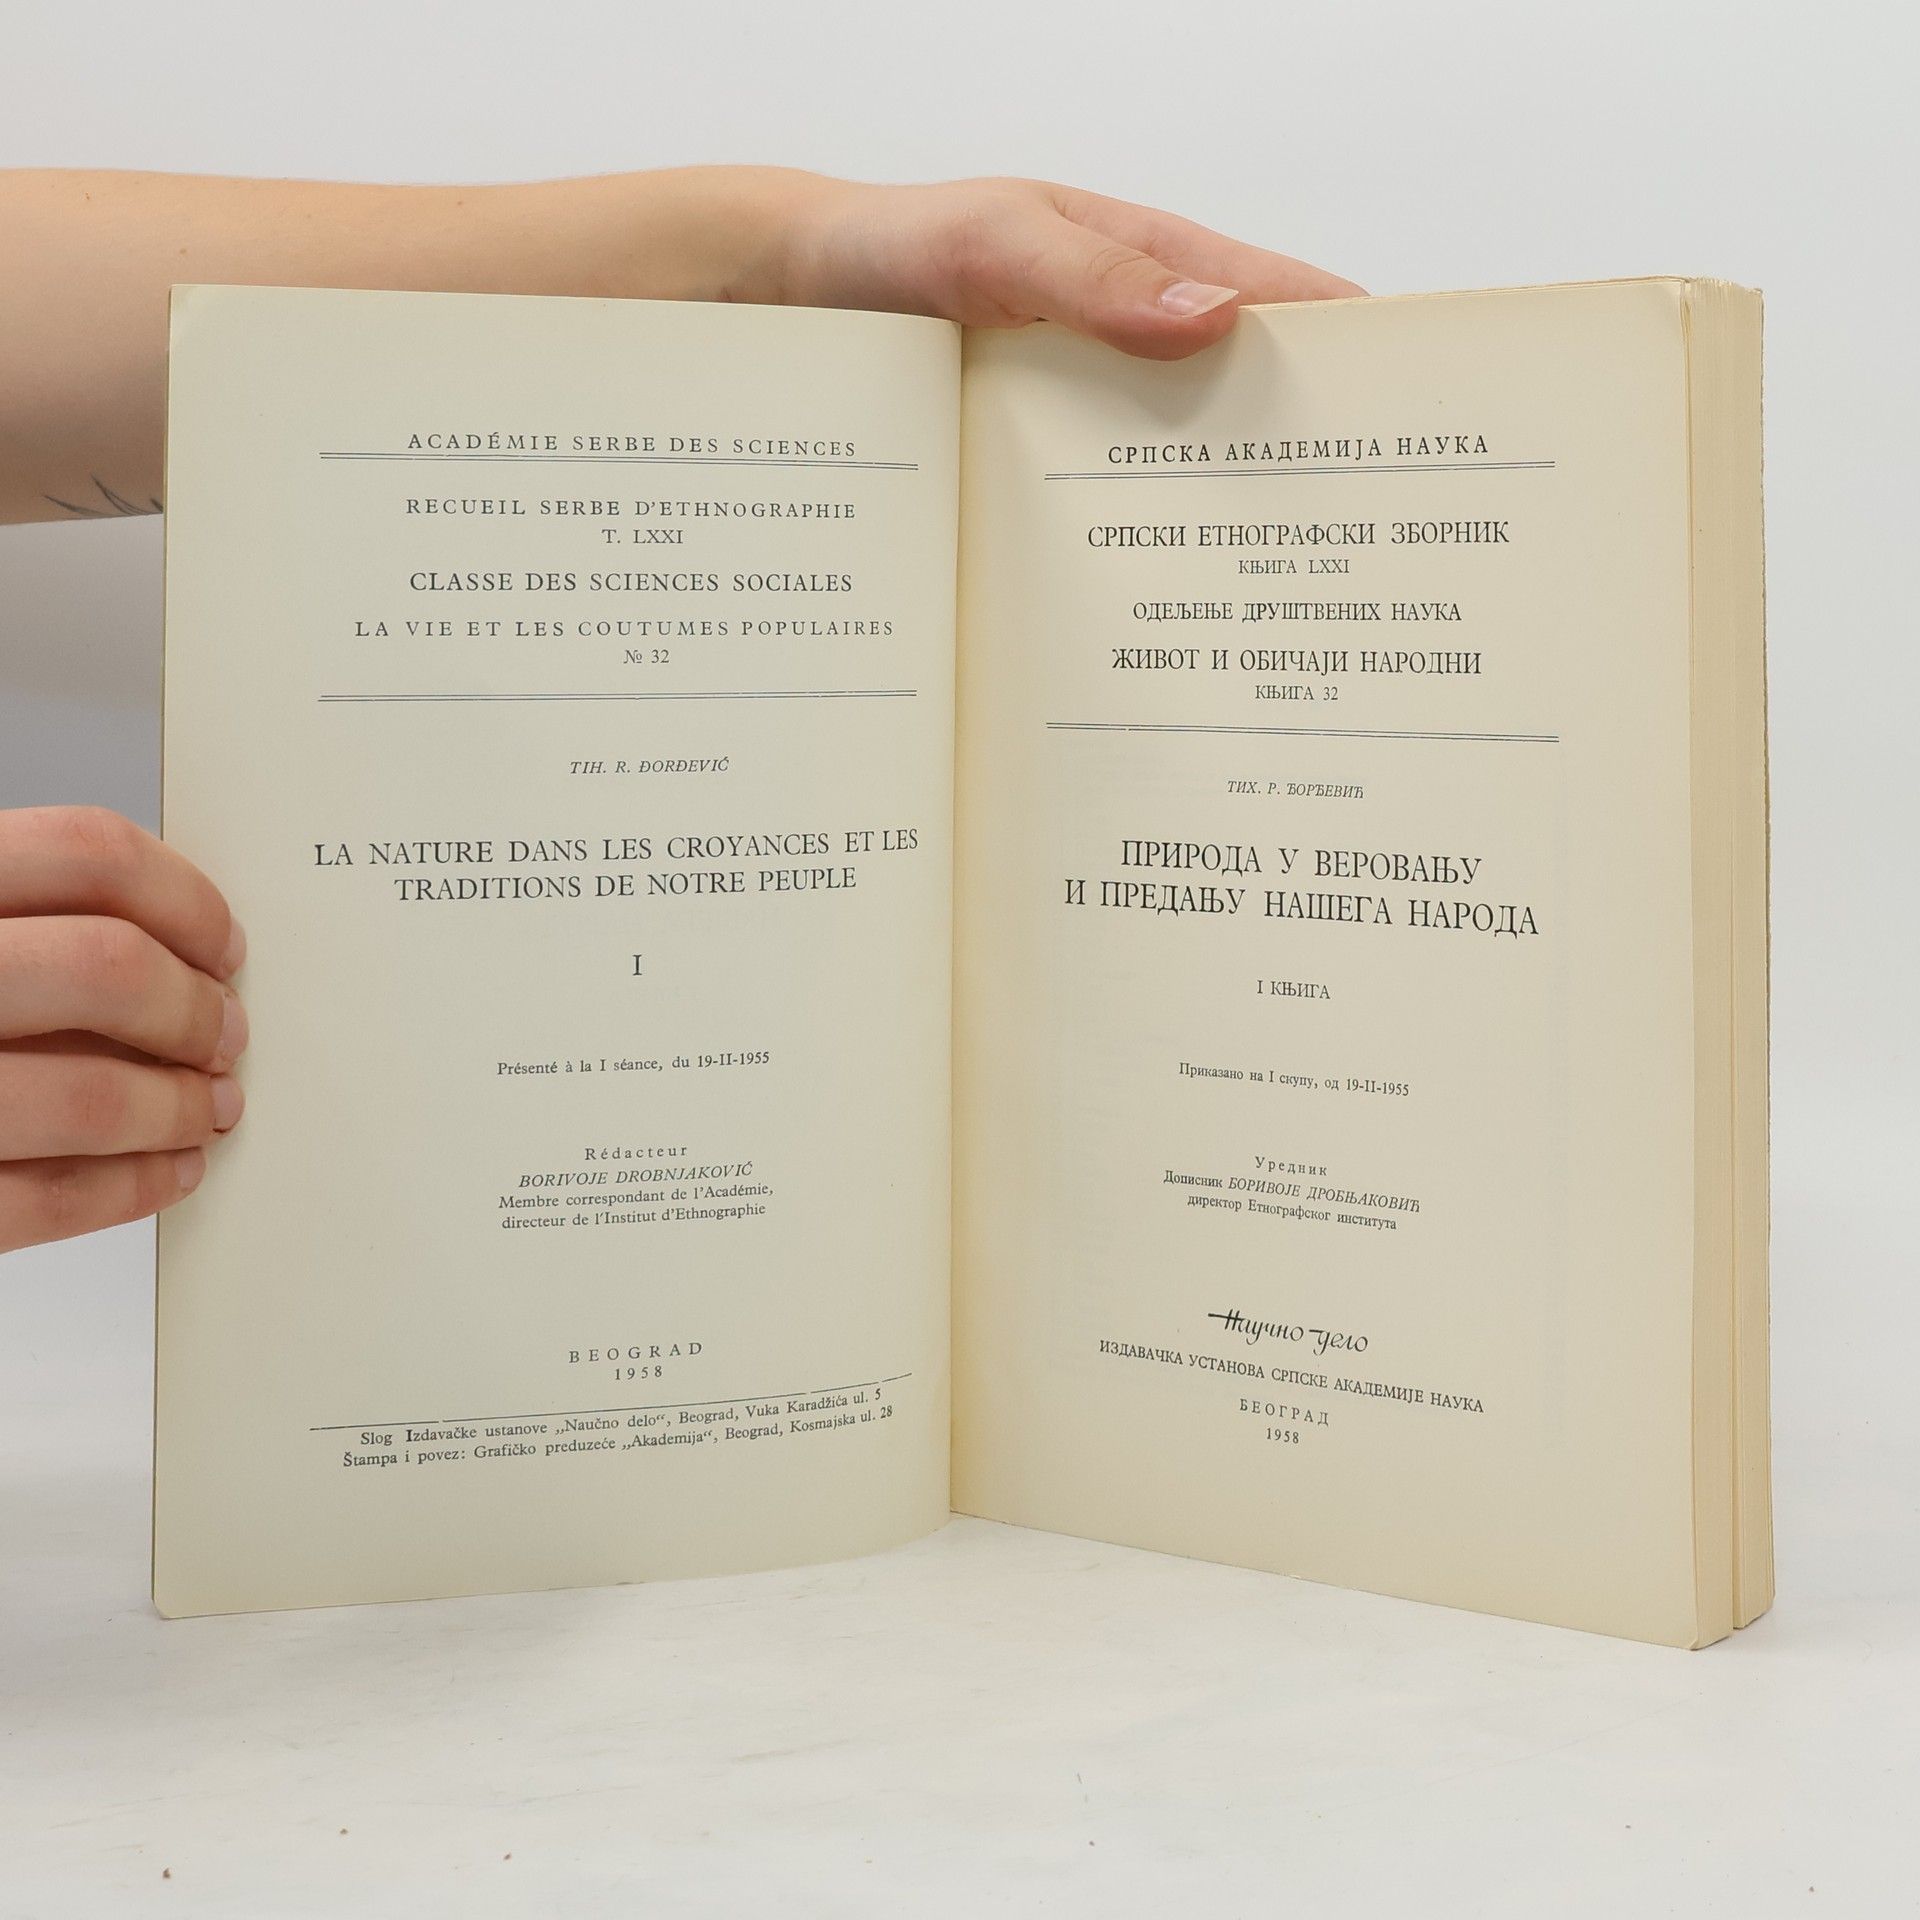 ACADÉMIE SERBE DES SCIENCES
RECUEIL SERBE D'ETHNOGRAPHIE
T. LXXI
CLASSE DES SCIENCES SOCIALES
LA VIE ET LES COUTUMES POPULAIRES
№ 32
TIH. R. ĐORĐEVIĆ
LA NATURE DANS LES CROYANCES ET LES
TRADITIONS DE NOTRE PEUPLE
I
Présenté à la I séance, du 19-II-1955
Rédacteur
BORIVOJE DROBNJAKOVIĆ
Membre correspondant de l'Académie,
directeur de l'Institut d'Ethnographie
BEOGRAD
1958
Slog Izdavačke ustanove „Naučno delo“, Beograd, Vuka Karadžića ul. 5
Štampa i povez: Grafičko preduzeće „Akademija“, Beograd, Kosmajska ul. 28
СРПСКА АКАДЕМИЈА НАУКА
СРПСКИ ЕТНОГРАФСКИ ЗБОРНИК
КЊИГА LXXI
ОДЕЉЕЊЕ ДРУШТВЕНИХ НАУКА
ЖИВОТ И ОБИЧАЈИ НАРОДНИ
КЊИГА 32
ТИХ. Р. ЂОРЂЕВИЋ
ПРИРОДА У ВЕРОВАЊУ
И ПРЕДАЊУ НАШЕГА НАРОДА
I КЊИГА
Приказано на I скупу, од 19-II-1955
Уредник
Дописник БОРИВОЈЕ ДРОБЊАКОВИЋ
директор Етнографског института
Научно дело
ИЗДАВАЧКА УСТАНОВА СРПСКЕ АКАДЕМИЈЕ НАУКА
БЕОГРАД
1958